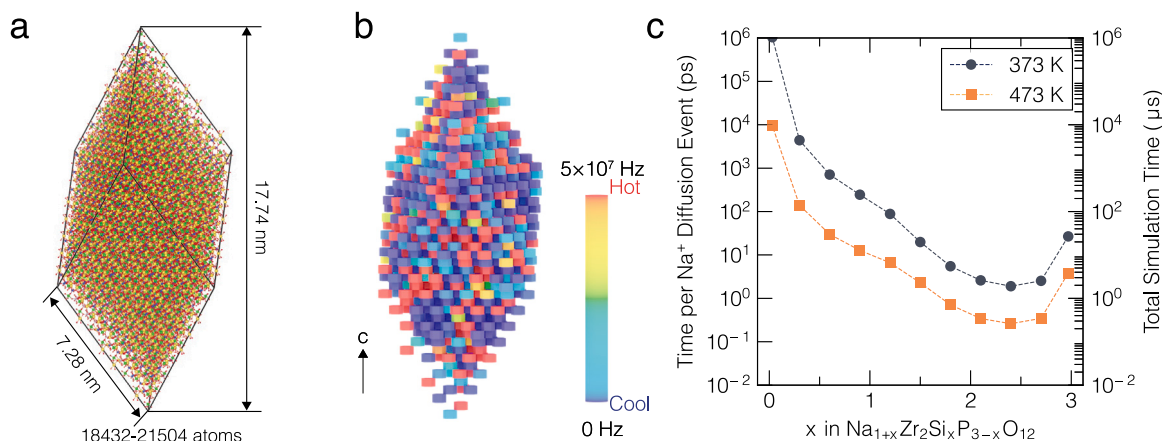 a
17.74 nm
7.28 nm
18432-21504 atoms
b
5×10⁷ Hz
Hot
Cool
0 Hz
c
c
Time per Na⁺ Diffusion Event (ps)
10⁶
10⁵
10⁴
10³
10²
10¹
10⁰
10⁻¹
10⁻²
373 K
473 K
10⁶
10⁴
10²
10⁰
10⁻²
Total Simulation Time (μs)
0 1 2 3
x in Na₁₊ₓZr₂SiₓP₃₋ₓO₁₂